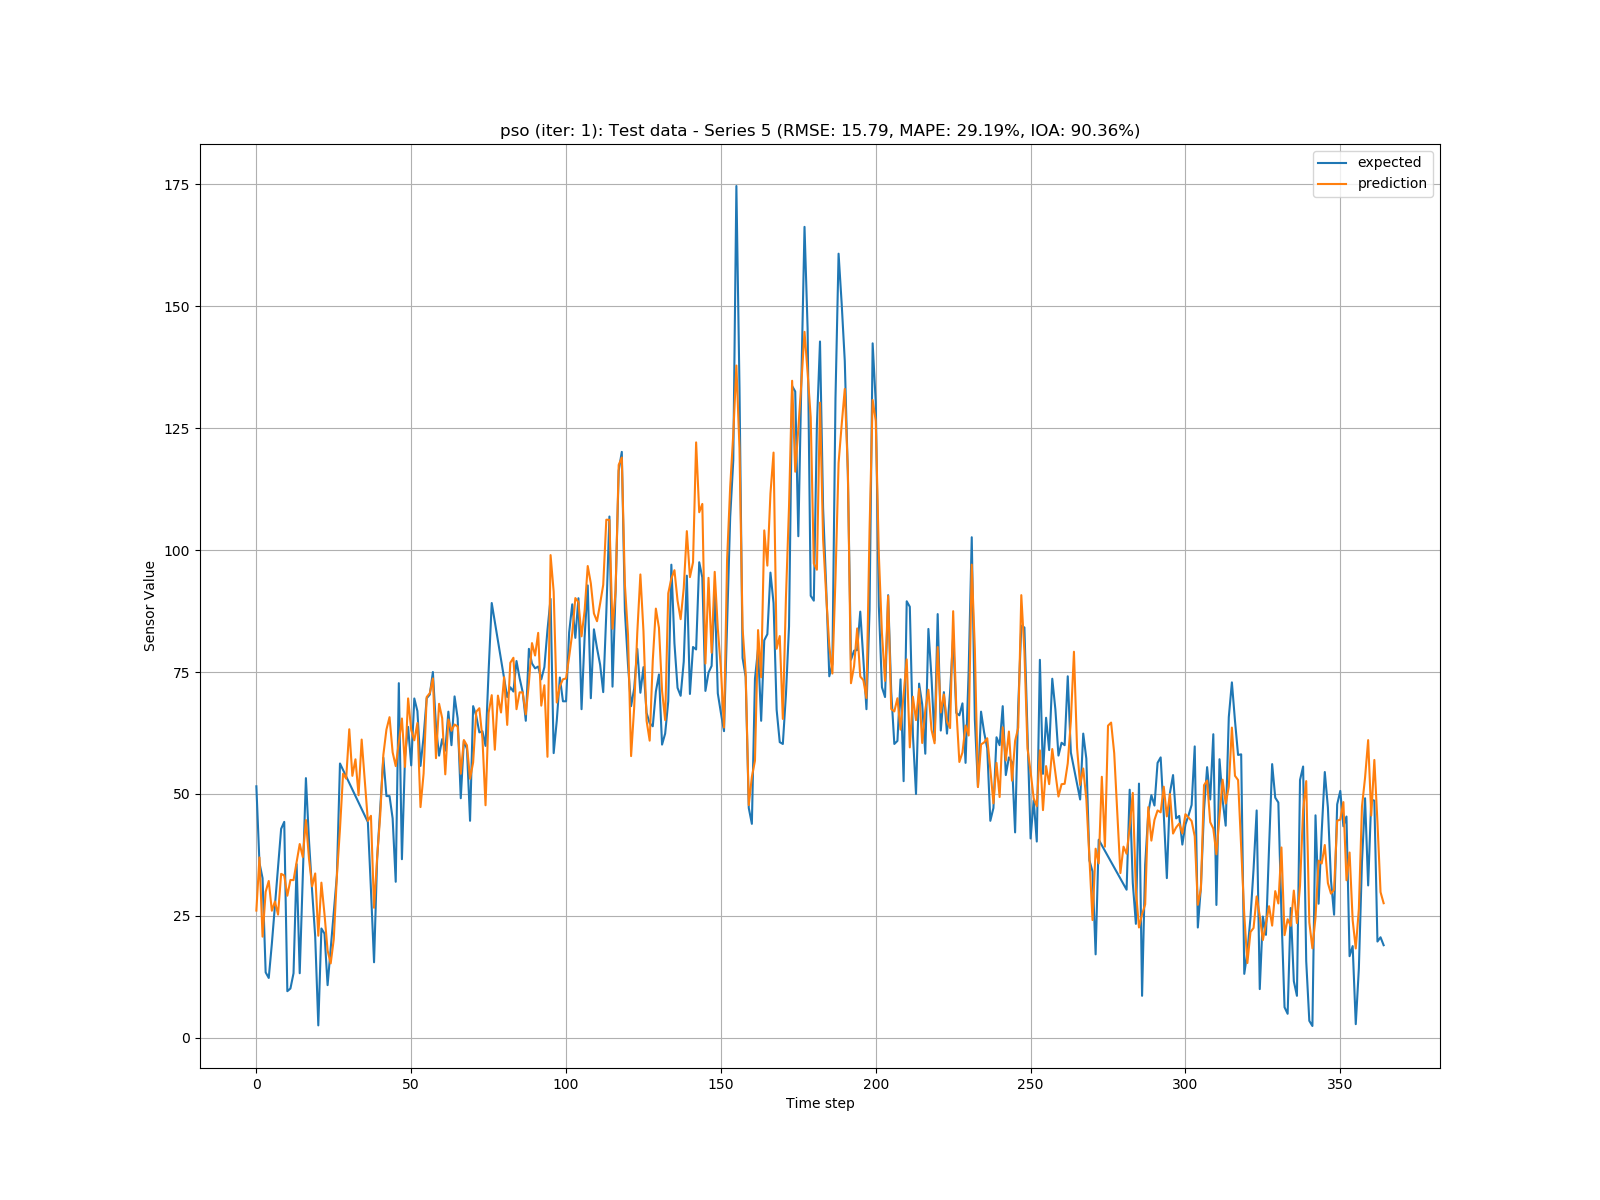 pso (iter: 1): Test data - Series 5 (RMSE: 15.79, MAPE: 29.19%, IOA: 90.36%)
expected
prediction
175
150
125
100
75
50
25
0
Sensor Value
0 50 100 150 200 250 300 350
Time step